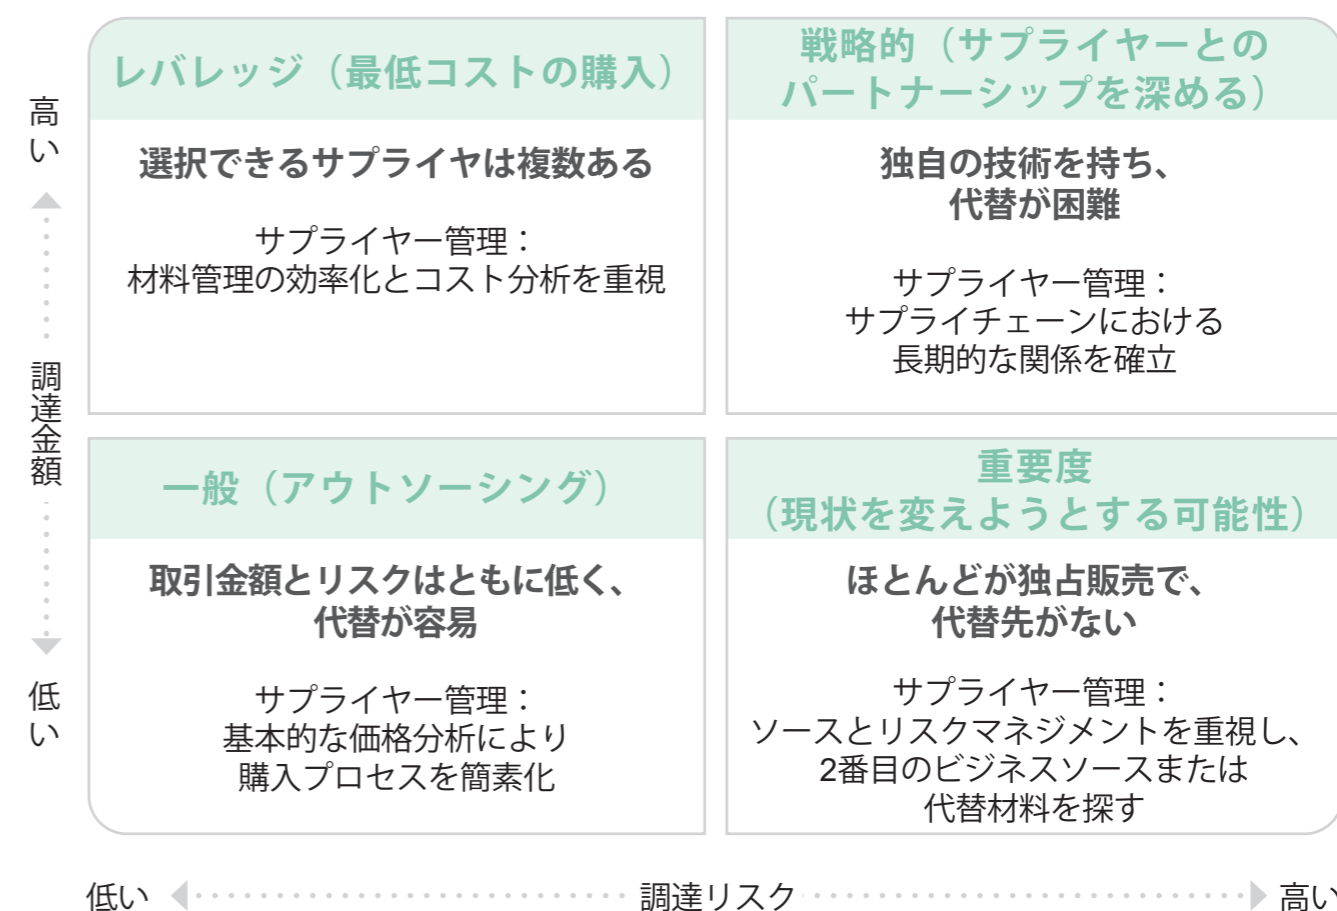 高い
調達金額
低い
レバレッジ（最低コストの購入）
選択できるサプライヤは複数ある
サプライヤー管理：
材料管理の効率化とコスト分析を重視
戦略的（サプライヤーとの
パートナーシップを深める）
独自の技術を持ち、
代替が困難
サプライヤー管理：
サプライチェーンにおける
長期的な関係を確立
一般（アウトソーシング）
取引金額とリスクはともに低く、
代替が容易
サプライヤー管理：
基本的な価格分析により
購入プロセスを簡素化
重要度
（現状を変えようとする可能性）
ほとんどが独占販売で、
代替先がない
サプライヤー管理：
ソースとリスクマネジメントを重視し、
2番目のビジネスソースまたは
代替材料を探す
低い
調達リスク
高い